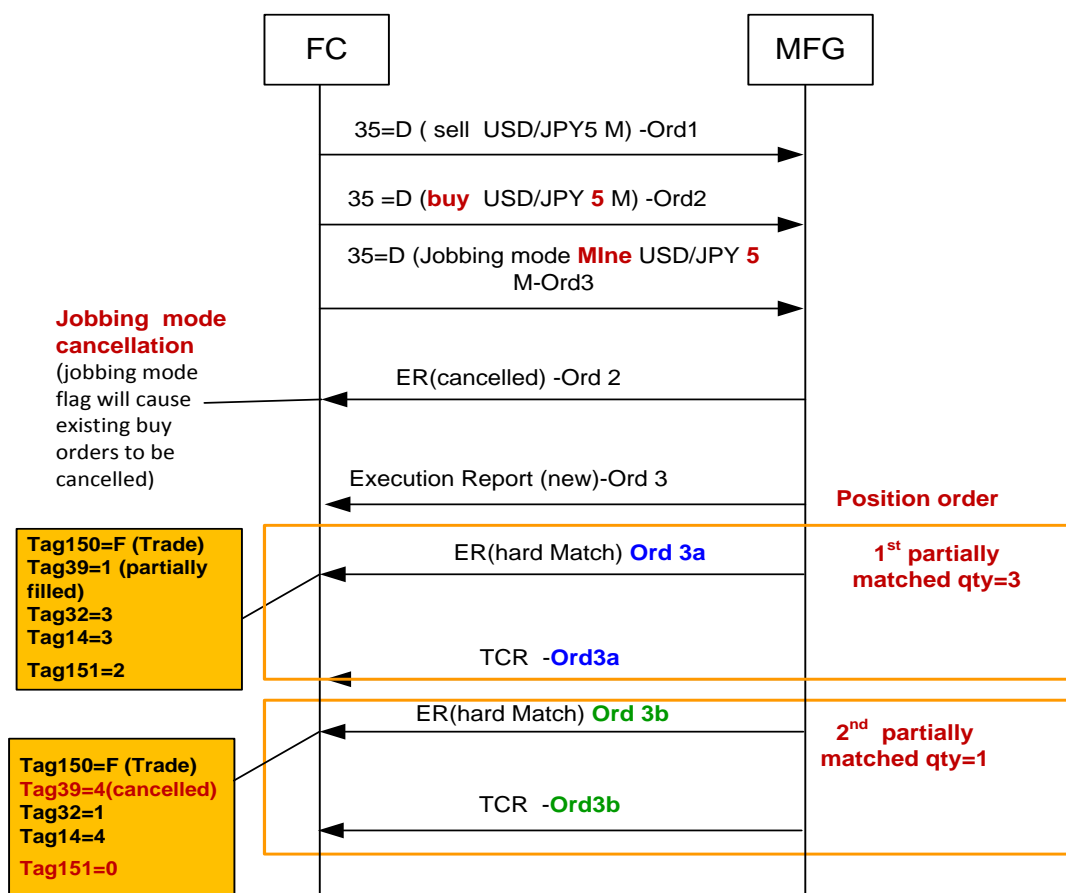 FC
MFG
35=D ( sell  USD/JPY5 M) -Ord1
35 =D (buy  USD/JPY 5 M) -Ord2
35=D (Jobbing mode MIne USD/JPY 5
M-Ord3
Jobbing  mode
cancellation
(jobbing mode
flag will cause
existing buy
orders to be
cancelled)
ER(cancelled) -Ord 2
Execution Report (new)-Ord 3
Position order
Tag150=F (Trade)
Tag39=1 (partially
filled)
Tag32=3
Tag14=3
Tag151=2
ER(hard Match) Ord 3a
1st partially
matched qty=3
TCR  -Ord3a
ER(hard Match) Ord 3b
2nd  partially
matched qty=1
Tag150=F (Trade)
Tag39=4(cancelled)
Tag32=1
Tag14=4
Tag151=0
TCR  -Ord3b